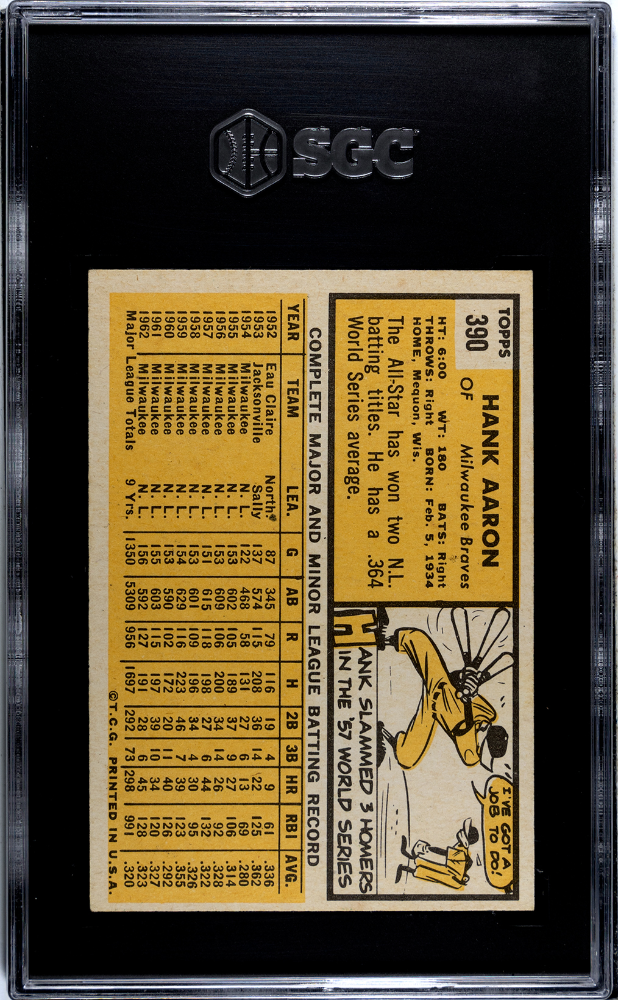 SGC
TOPPS
390
HANK AARON
OF Milwaukee Braves
HT: 6:00 WT: 180 BATS: Right
THROWS: Right BORN: Feb. 5, 1934
HOME, Mequon, Wis.
The All-Star has won two N.L.
batting titles. He has a .364
World Series average.
I'VE GOT A
JOB TO DO!
HANK SLAMMED 3 HOMERS
IN THE '57 WORLD SERIES
COMPLETE MAJOR AND MINOR LEAGUE BATTING RECORD
YEAR TEAM LEA. G AB R H 2B 3B HR RBI AVG.
1952 Eau Claire North. 87 345 79 116 19 4 9 61 .336
1953 Jacksonville Sally 137 574 115 208 36 14 22 125 .362
1954 Milwaukee N. L. 122 468 58 131 27 6 13 69 .280
1955 Milwaukee N. L. 153 602 105 189 37 9 27 106 .314
1956 Milwaukee N. L. 153 609 106 200 34 14 26 92 .328
1957 Milwaukee N. L. 151 615 118 198 27 6 44 132 .322
1958 Milwaukee N. L. 153 601 109 196 34 4 30 95 .326
1959 Milwaukee N. L. 154 629 116 223 46 7 39 123 .355
1960 Milwaukee N. L. 153 590 102 172 20 11 40 126 .292
1961 Milwaukee N. L. 155 603 115 197 39 10 34 120 .327
1962 Milwaukee N. L. 156 592 127 191 28 6 45 128 .323
Major League Totals 9 Yrs. 1350 5309 956 1697 292 73 298 991 .320
©T.C.G. PRINTED IN U.S.A.